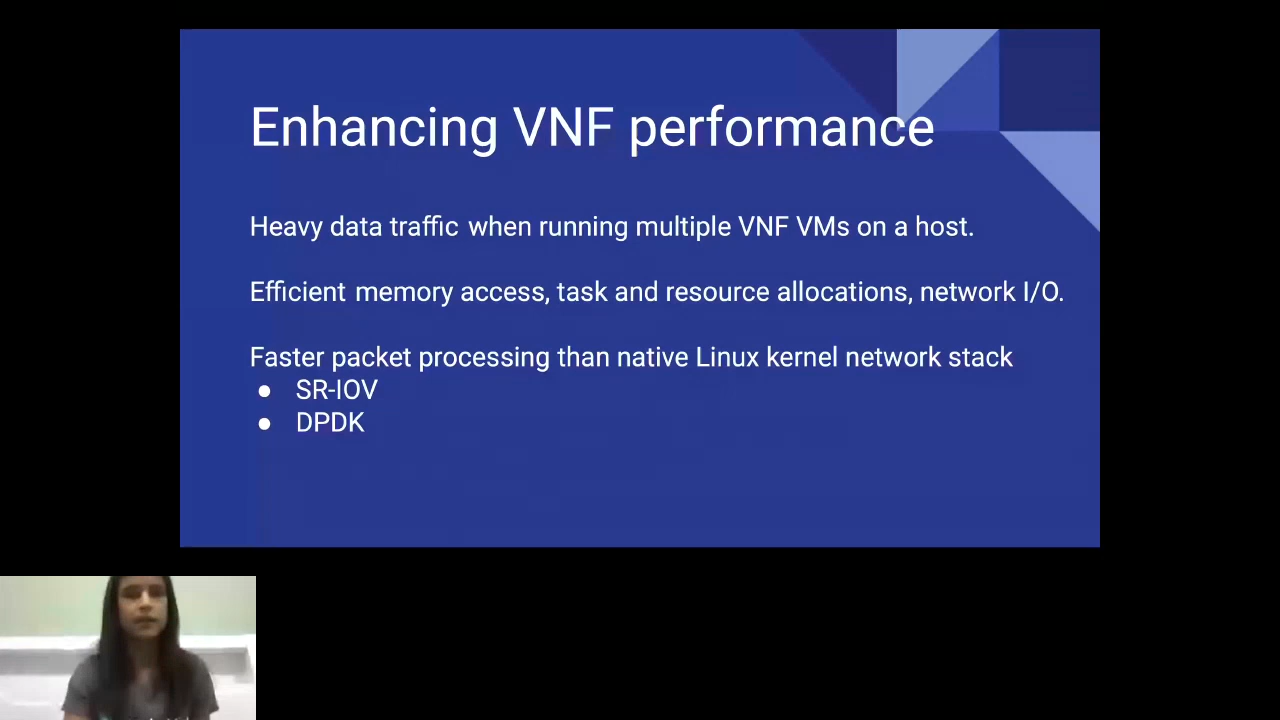 Enhancing VNF performance
Heavy data traffic when running multiple VNF VMs on a host.
Efficient memory access, task and resource allocations, network I/O.
Faster packet processing than native Linux kernel network stack
● SR-IOV
● DPDK